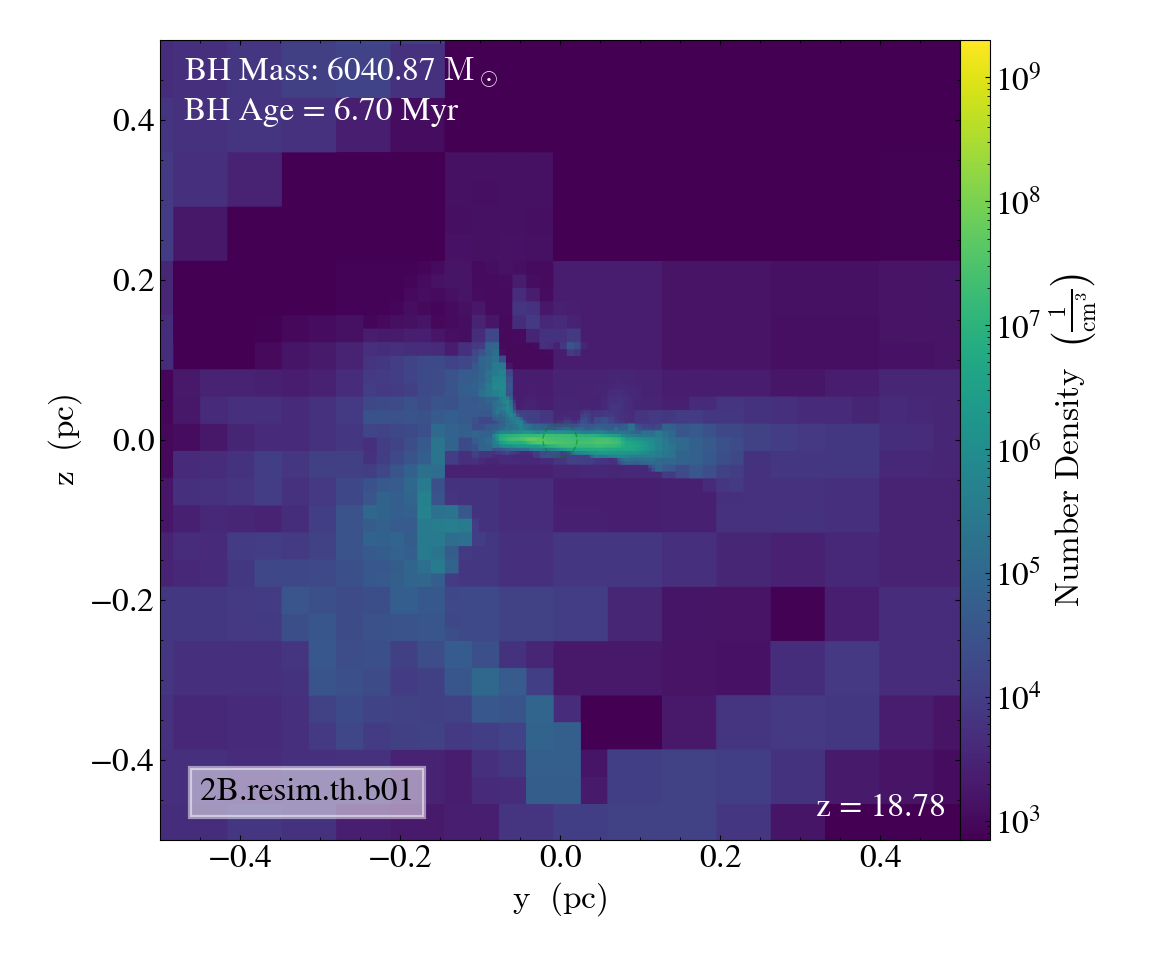 BH Mass: 6040.87 M⊙
BH Age = 6.70 Myr
0.4
0.2
0.0
−0.2
−0.4
z (pc)
2B.resim.th.b01
z = 18.78
−0.4 −0.2 0.0 0.2 0.4
y (pc)
10⁹
10⁸
10⁷
10⁶
10⁵
10⁴
10³
Number Density (1/cm³)